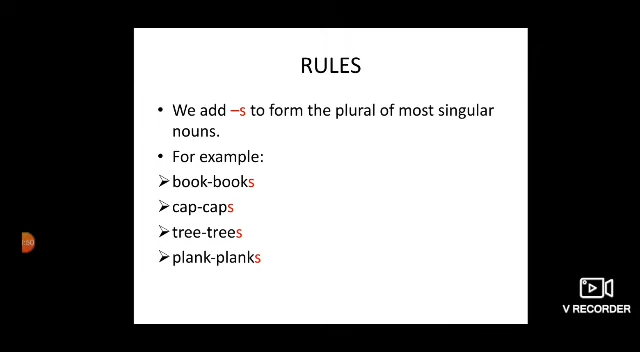 RULES
• We add –s to form the plural of most singular
nouns.
• For example:
➢book-books
➢cap-caps
➢tree-trees
➢plank-planks
:50
V RECORDER